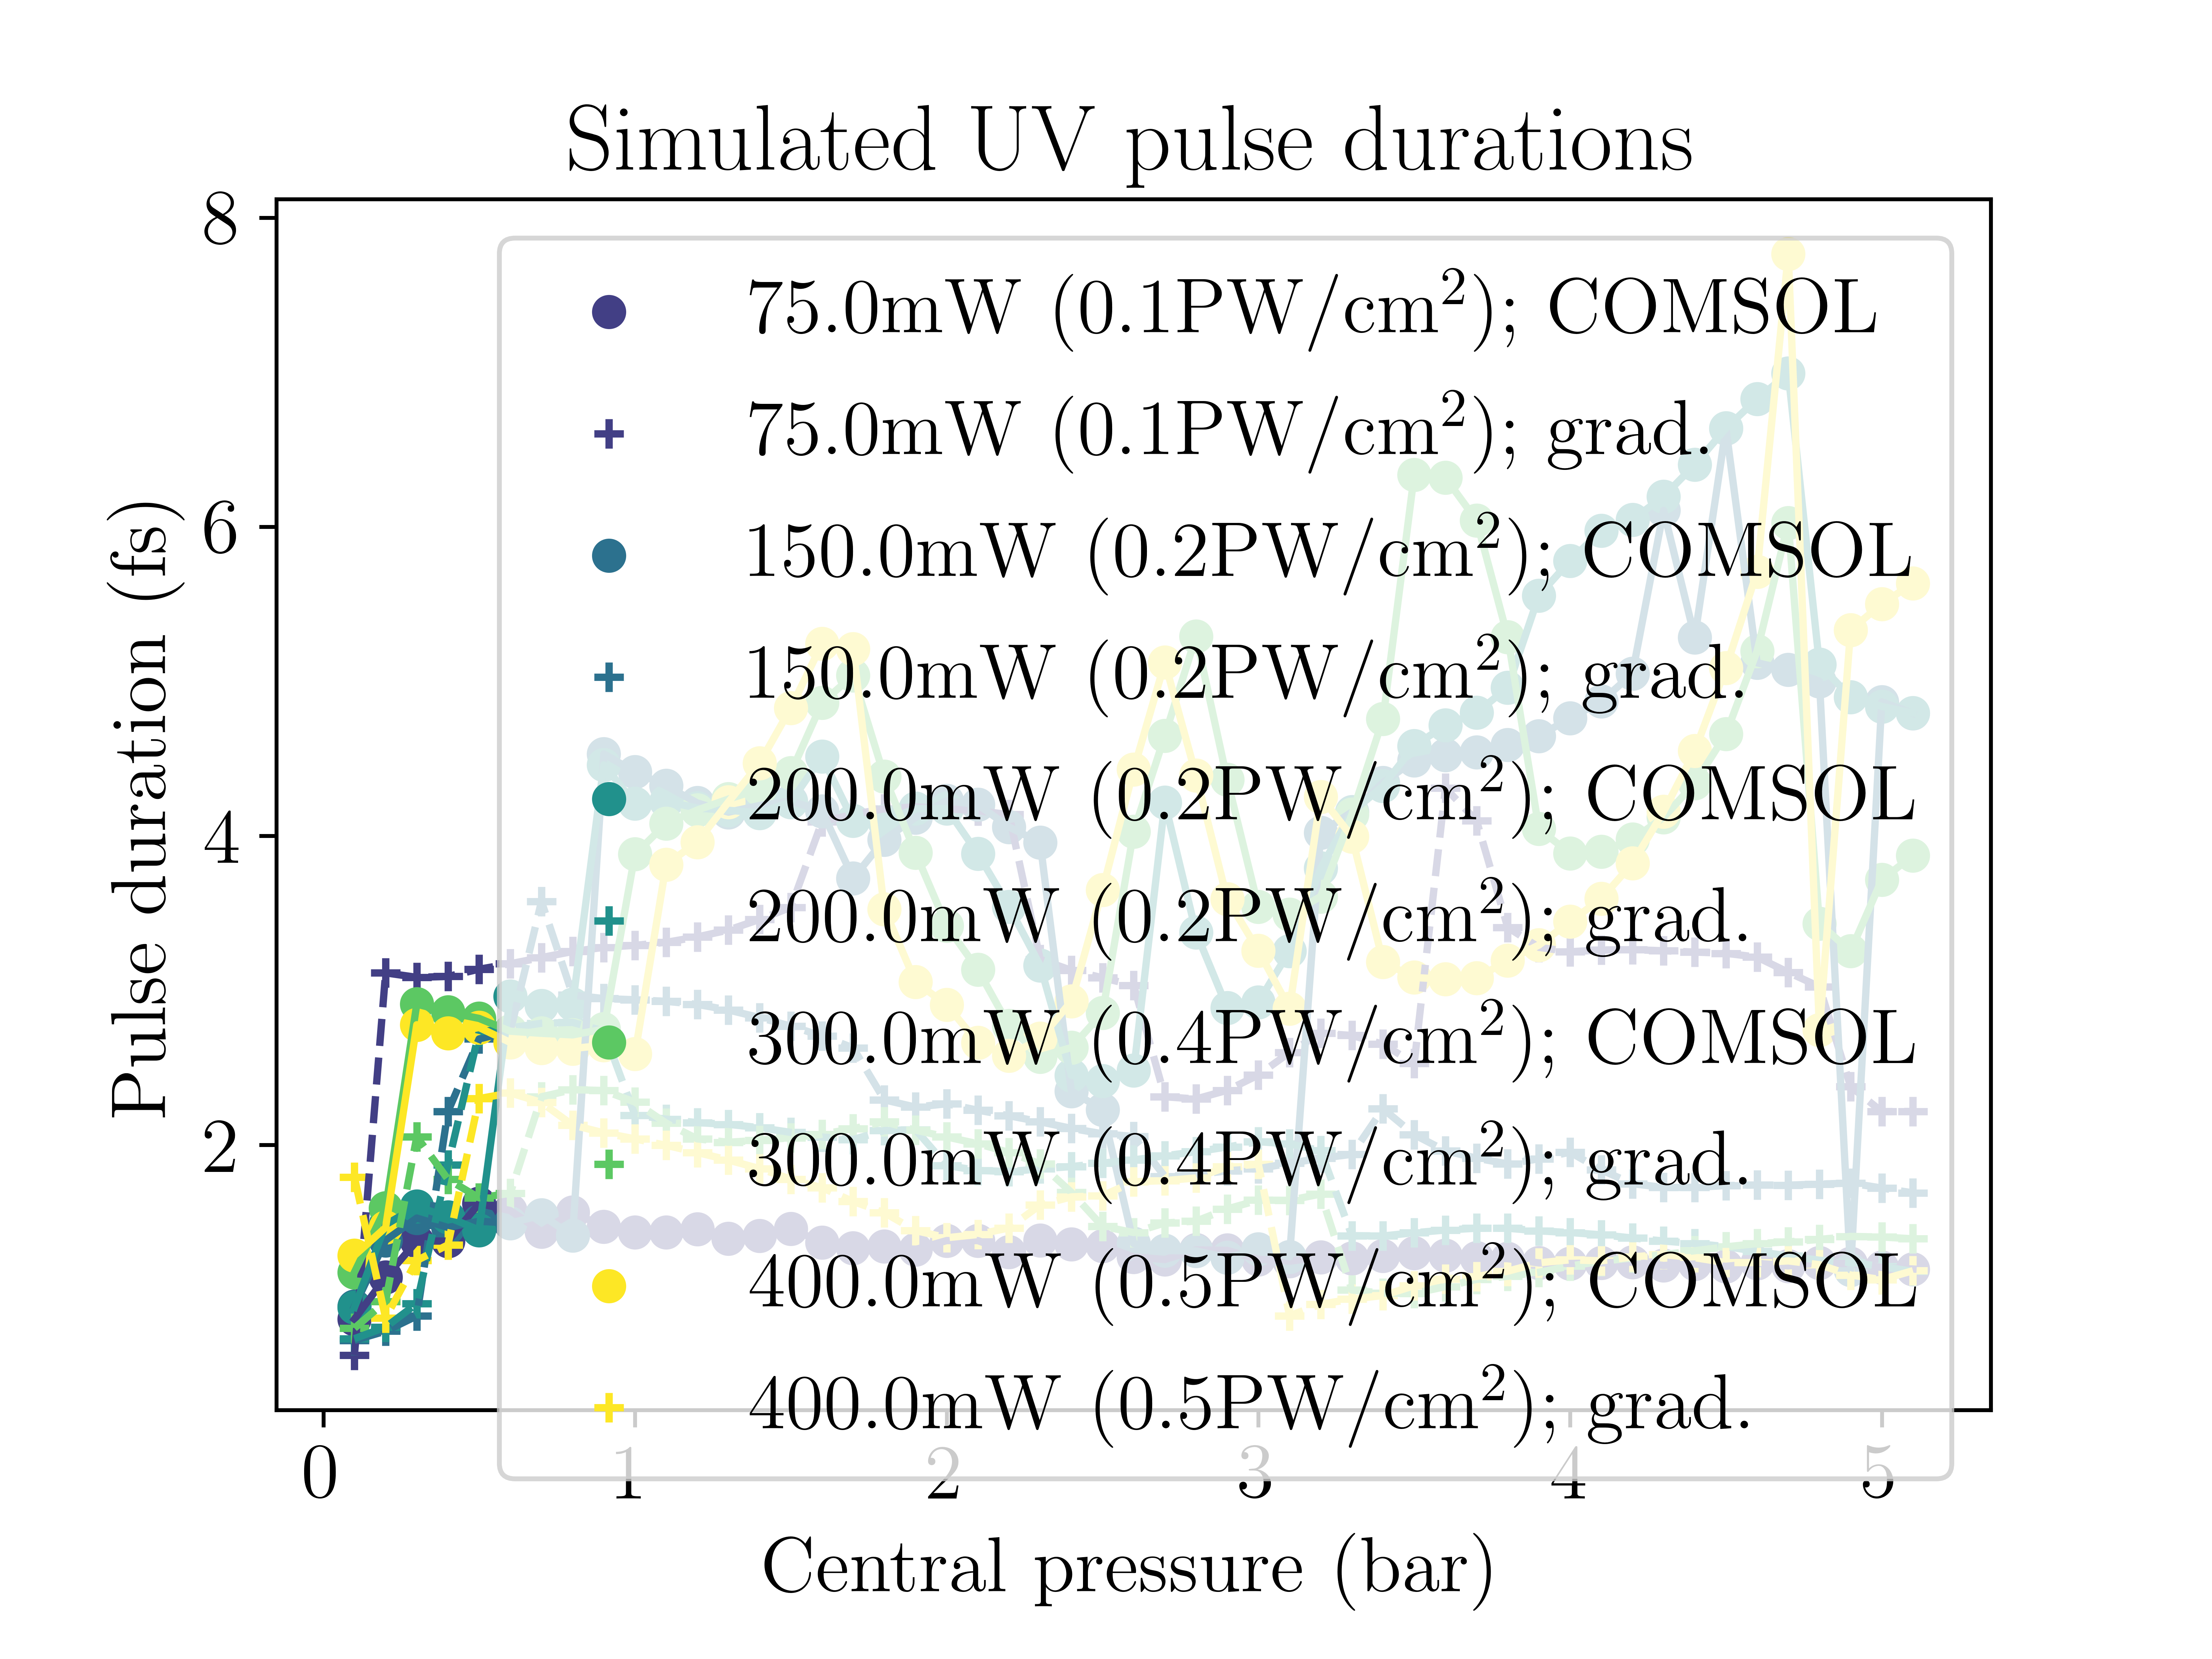 Simulated UV pulse durations
Pulse duration (fs)
8
6
4
2
75.0mW (0.1PW/cm²); COMSOL
75.0mW (0.1PW/cm²); grad.
150.0mW (0.2PW/cm²); COMSOL
150.0mW (0.2PW/cm²); grad.
200.0mW (0.2PW/cm²); COMSOL
200.0mW (0.2PW/cm²); grad.
300.0mW (0.4PW/cm²); COMSOL
300.0mW (0.4PW/cm²); grad.
400.0mW (0.5PW/cm²); COMSOL
400.0mW (0.5PW/cm²); grad.
0 1 2 3 4 5
Central pressure (bar)